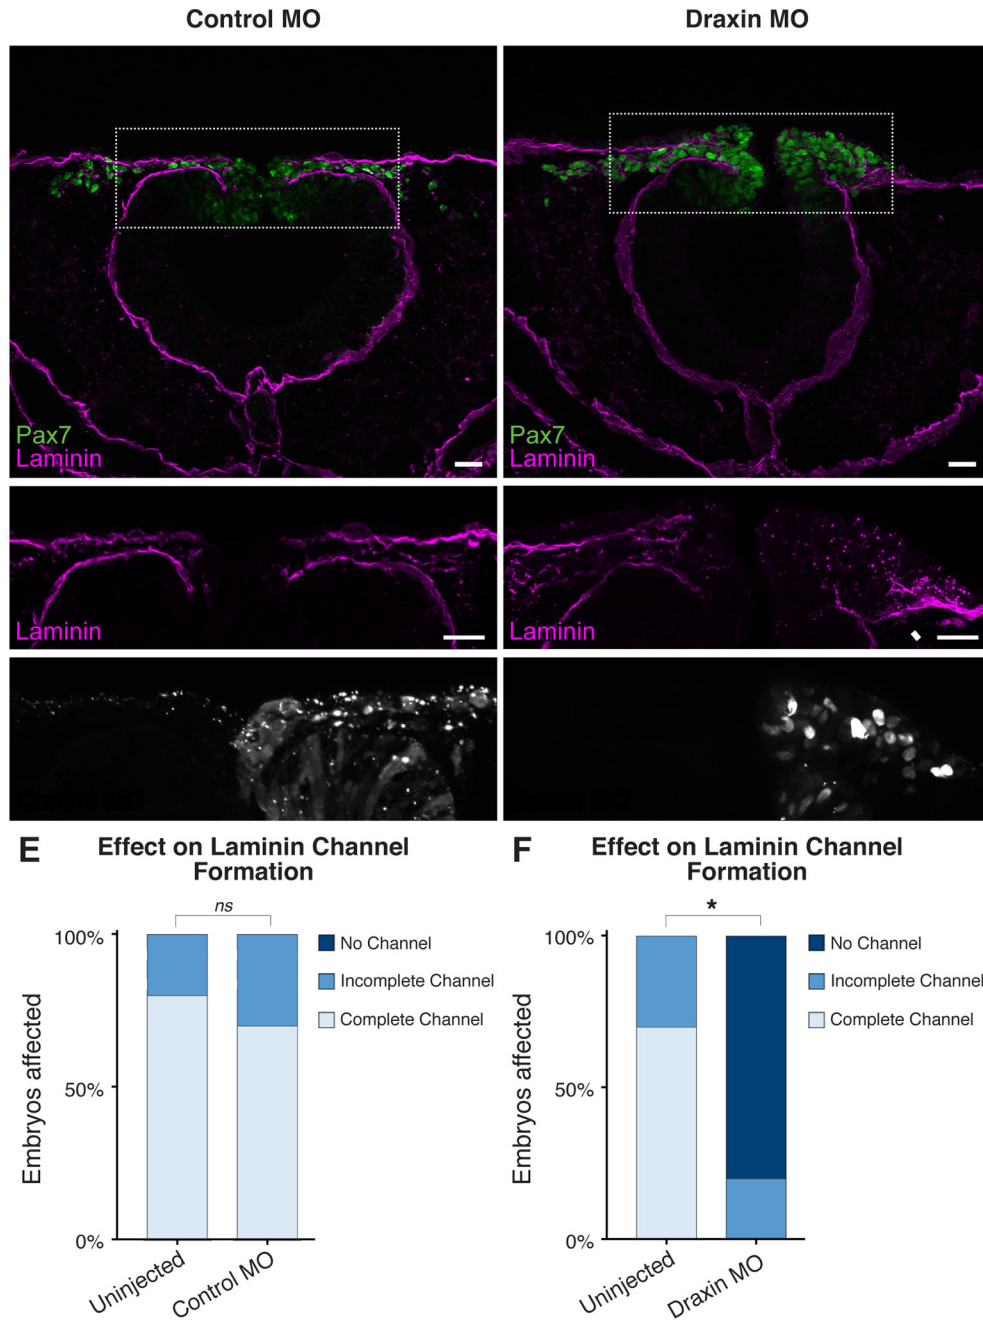 Control MO
Draxin MO
Pax7
Laminin
Pax7
Laminin
Laminin
Laminin
Control MO
E
Effect on Laminin Channel
Formation
ns
100%
50%
0%
Embryos affected
No Channel
Incomplete Channel
Complete Channel
Uninjected
Control MO
F
Effect on Laminin Channel
Formation
*
100%
50%
0%
Embryos affected
No Channel
Incomplete Channel
Complete Channel
Uninjected
Draxin MO